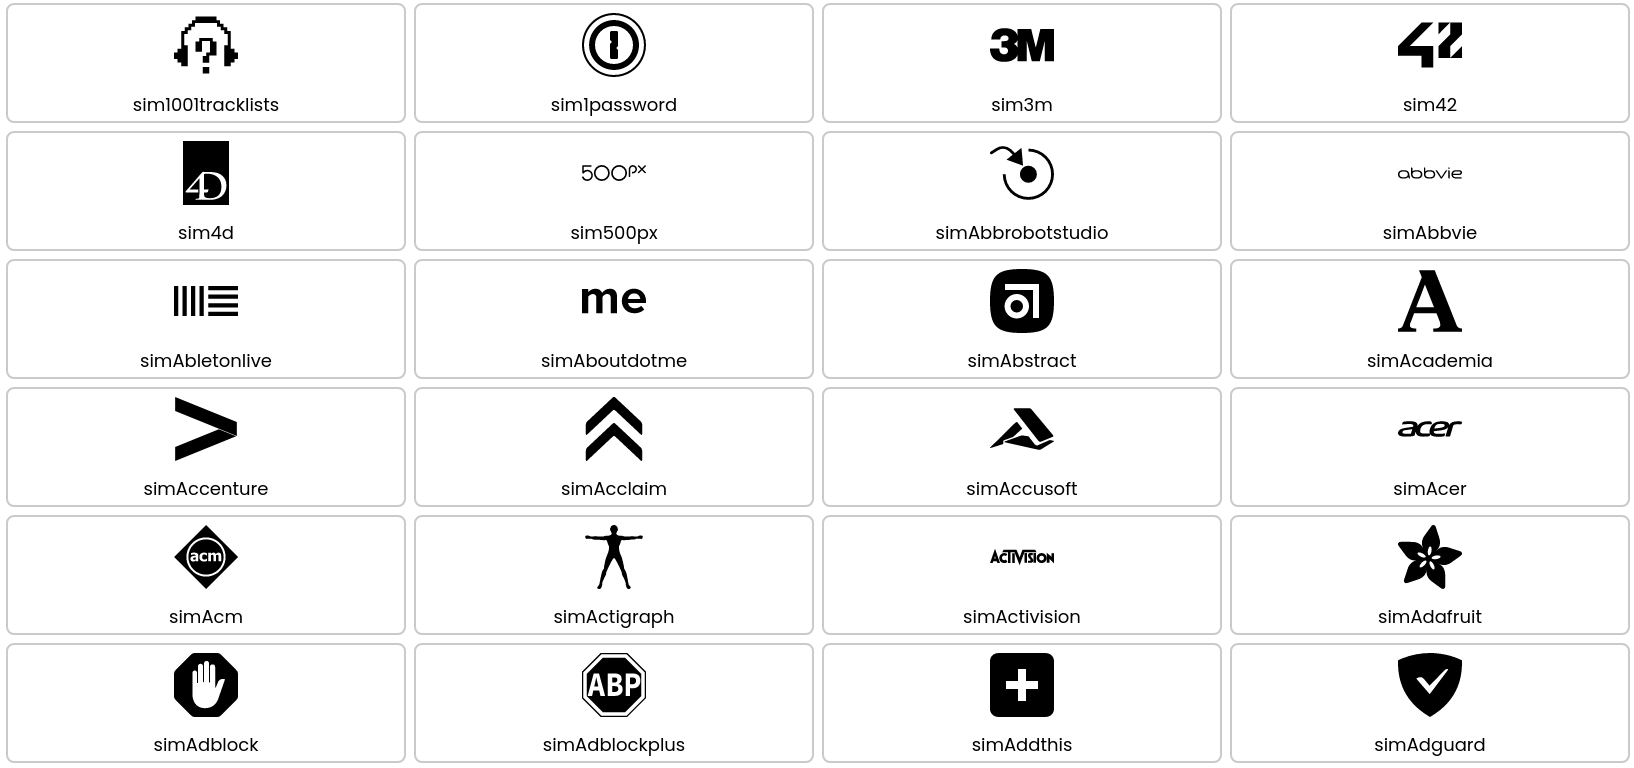 ?
3M
42
sim1001tracklists
sim1password
sim3m
sim42
4D
500px
abbvie
sim4d
sim500px
simAbbrobotstudio
simAbbvie
me
A
simAbletonlive
simAboutdotme
simAbstract
simAcademia
acer
simAccenture
simAcclaim
simAccusoft
simAcer
acm
ACTIVISION
simAcm
simActigraph
simActivision
simAdafruit
ABP
simAdblock
simAdblockplus
simAddthis
simAdguard